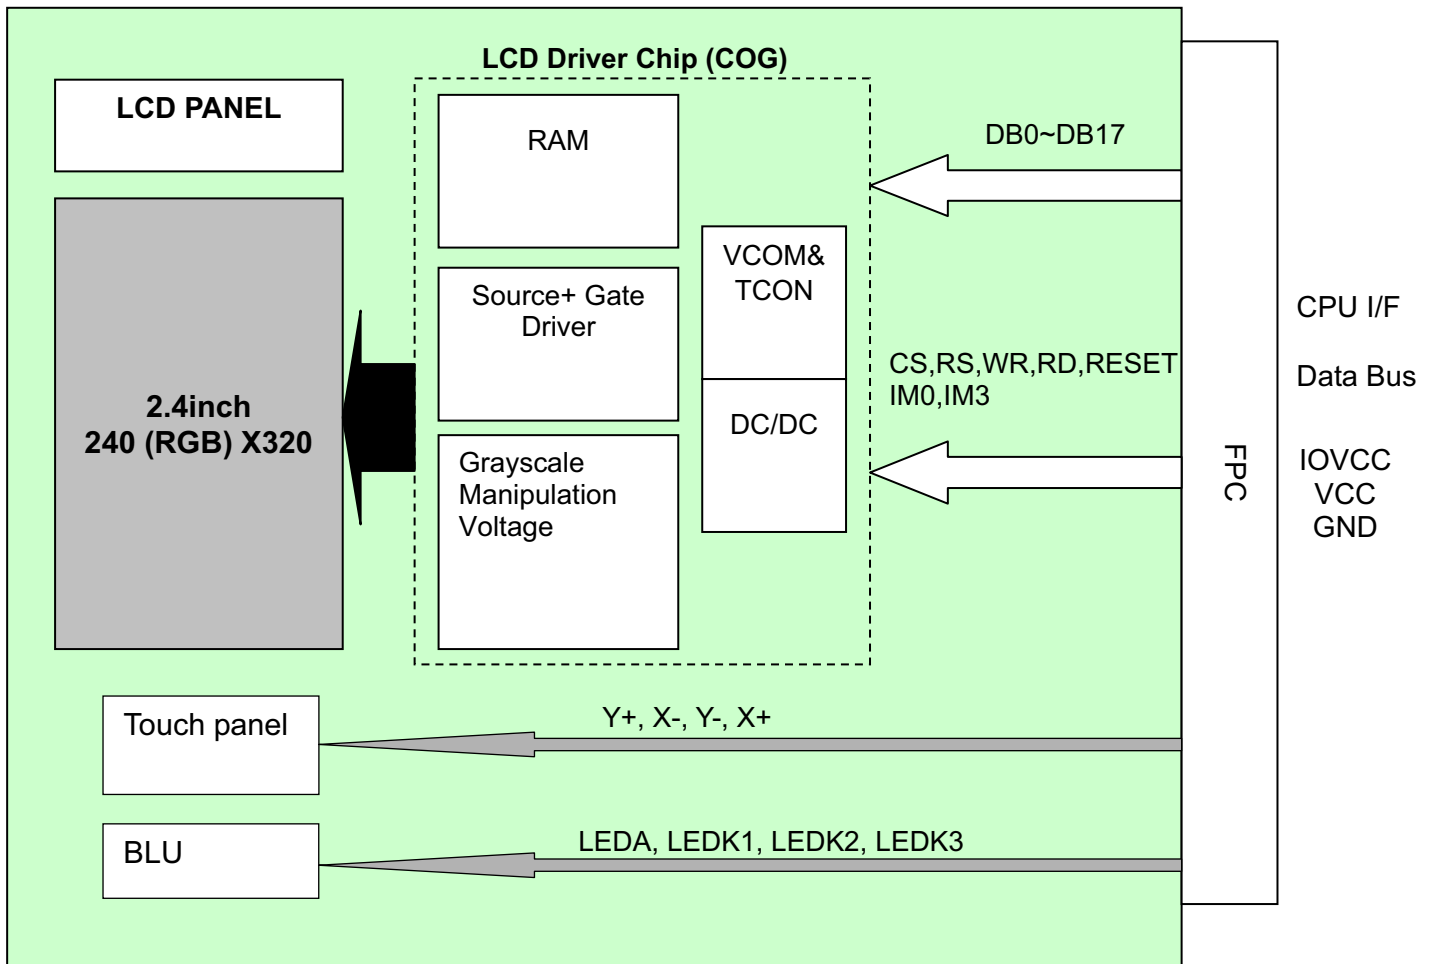 LCD Driver Chip (COG)
LCD PANEL
RAM
DB0~DB17
VCOM&
TCON
Source+ Gate
Driver
CPU I/F
CS,RS,WR,RD,RESET
IM0,IM3
Data Bus
2.4inch
240 (RGB) X320
DC/DC
Grayscale
Manipulation
Voltage
FPC
IOVCC
VCC
GND
Touch panel
Y+, X-, Y-, X+
BLU
LEDA, LEDK1, LEDK2, LEDK3